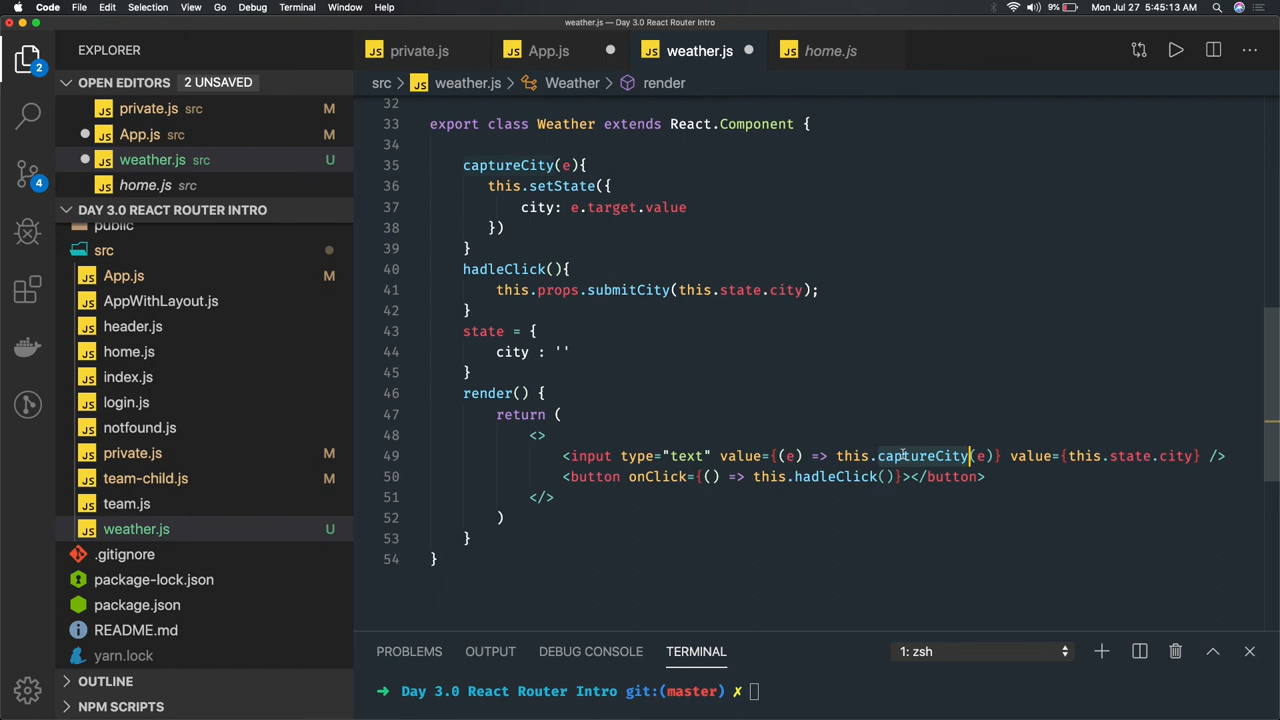 Code File Edit Selection View Go Debug Terminal Window Help 9% Mon Jul 27 5:45:13 AM
weather.js — Day 3.0 React Router Intro
EXPLORER
private.js App.js weather.js home.js
OPEN EDITORS 2 UNSAVED
src > weather.js > Weather > render
private.js src M
App.js src M
weather.js src U
home.js src
DAY 3.0 REACT ROUTER INTRO
public
src
App.js M
AppWithLayout.js
header.js
home.js
index.js
login.js
notfound.js
private.js M
team-child.js M
team.js
weather.js U
.gitignore
package-lock.json
package.json
README.md
yarn.lock
OUTLINE
NPM SCRIPTS
2
4
32
33 export class Weather extends React.Component {
34
35 captureCity(e){
36 this.setState({
37 city: e.target.value
38 })
39 }
40 hadleClick(){
41 this.props.submitCity(this.state.city);
42 }
43 state = {
44 city : ''
45 }
46 render() {
47 return (
48 <>
49 <input type="text" value={(e) => this.captureCity(e)} value={this.state.city} />
50 <button onClick={() => this.hadleClick()}></button>
51 </>
52 )
53 }
54 }
PROBLEMS OUTPUT DEBUG CONSOLE TERMINAL 1: zsh
➜ Day 3.0 React Router Intro git:(master) ✗